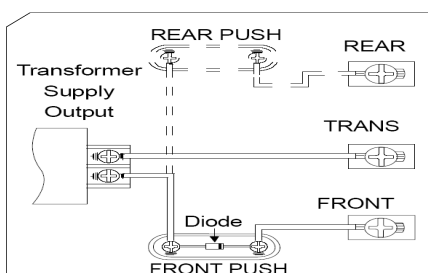 REAR PUSH
REAR
Transformer
Supply
Output
TRANS
FRONT
Diode
FRONT PUSH